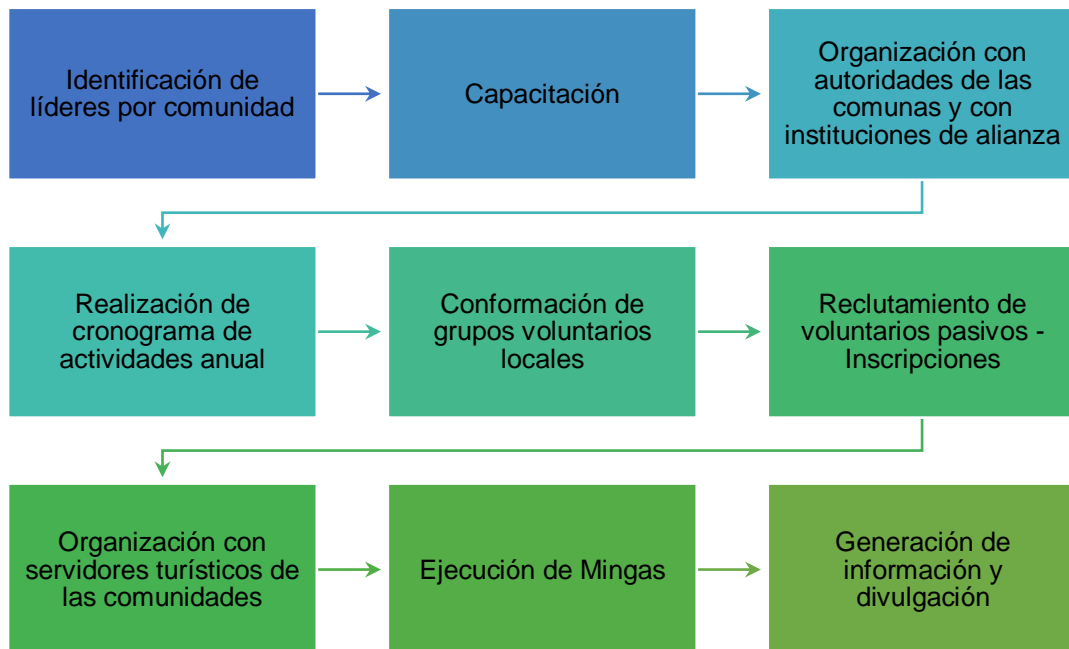 Identificación de
líderes por comunidad
Capacitación
Organización con
autoridades de las
comunas y con
instituciones de alianza
Realización de
cronograma de
actividades anual
Conformación de
grupos voluntarios
locales
Reclutamiento de
voluntarios pasivos -
Inscripciones
Organización con
servidores turísticos de
las comunidades
Ejecución de Mingas
Generación de
información y
divulgación